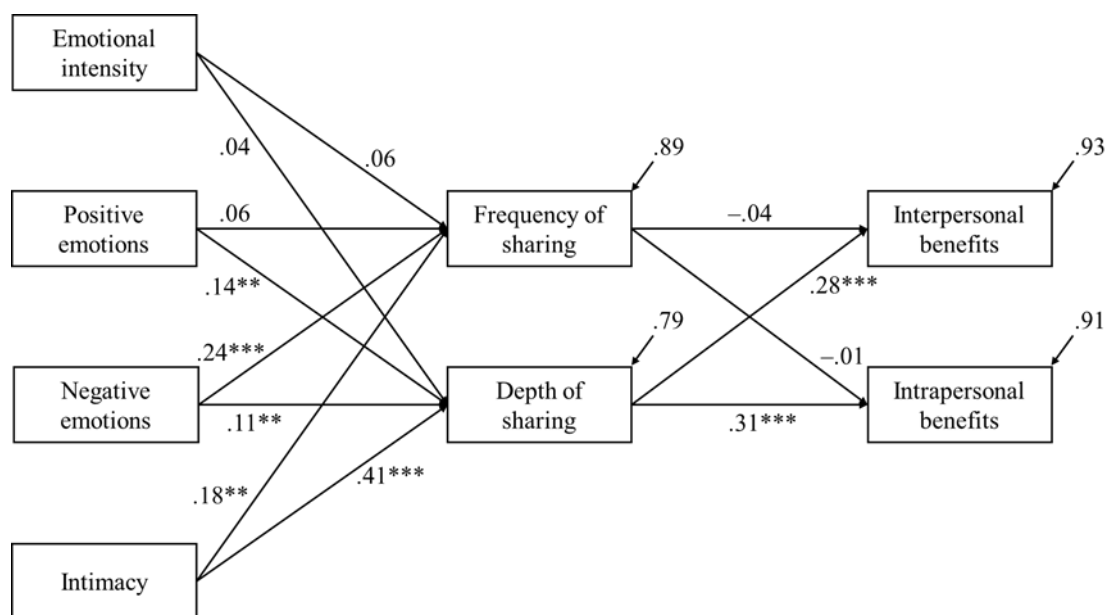 Emotional
intensity
.04
.06
.89
.93
Positive
emotions
.06
Frequency of
sharing
–.04
Interpersonal
benefits
.14**
.28***
.24***
.79
–.01
.91
Negative
emotions
.11**
Depth of
sharing
.31***
Intrapersonal
benefits
.18**
.41***
Intimacy